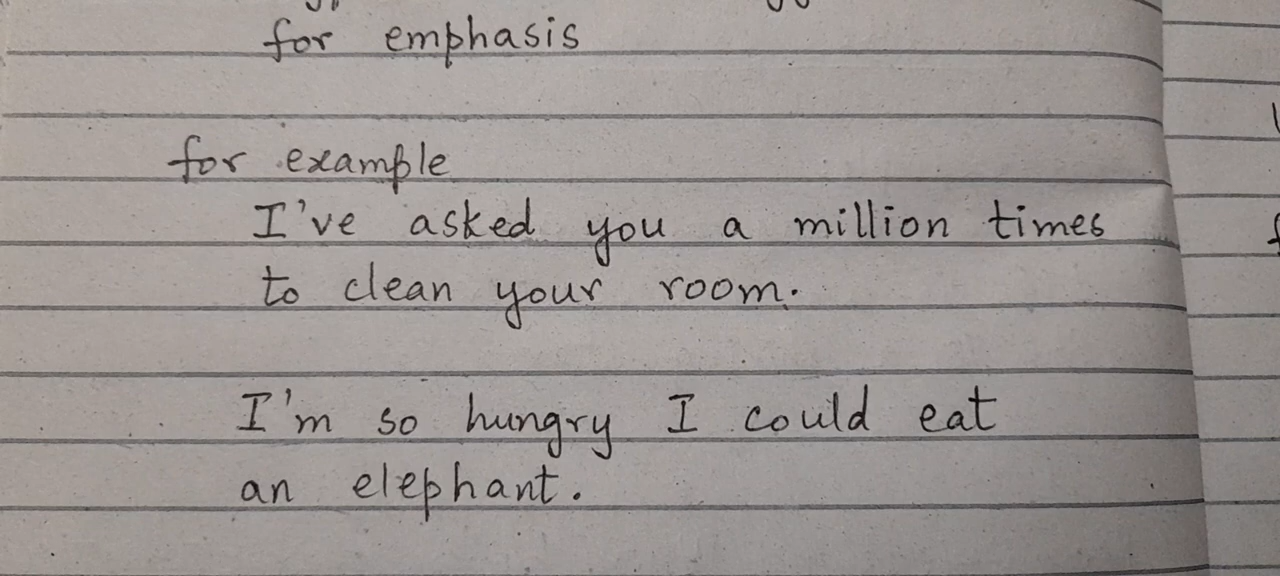 for emphasis
for example
I've asked you a million times
to clean your room.
I'm so hungry I could eat
an elephant.